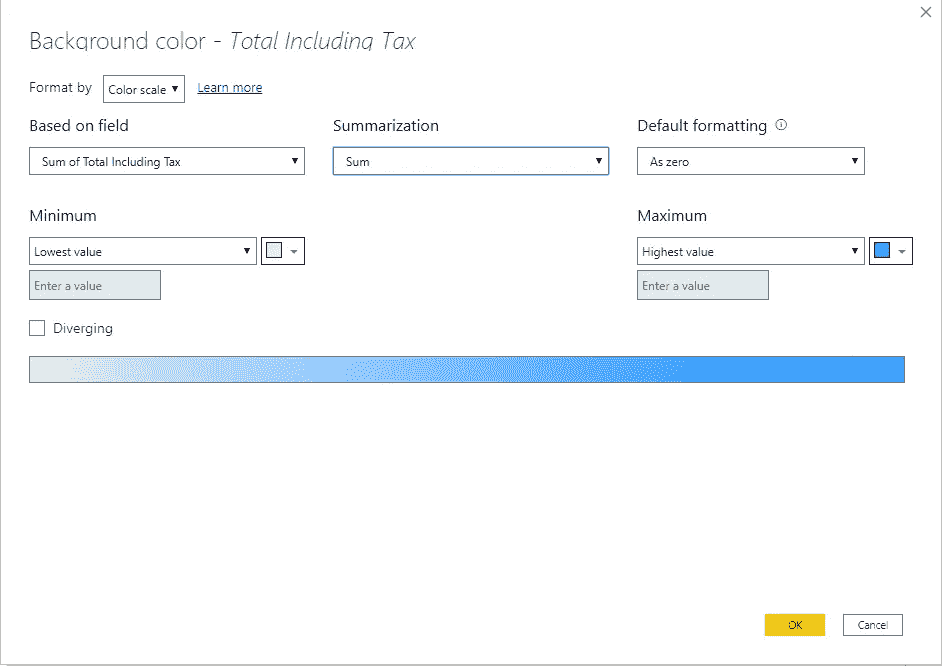 Background color - Total Including Tax
Format by Color scale Learn more
Based on field Summarization Default formatting
Sum of Total Including Tax Sum As zero
Minimum Maximum
Lowest value Highest value
Enter a value Enter a value
Diverging
OK Cancel